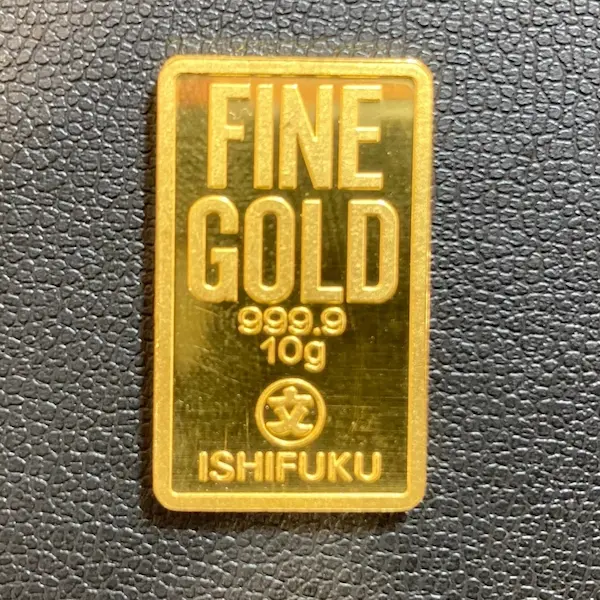 FINE
GOLD
999.9
10g
文
ISHIFUKU